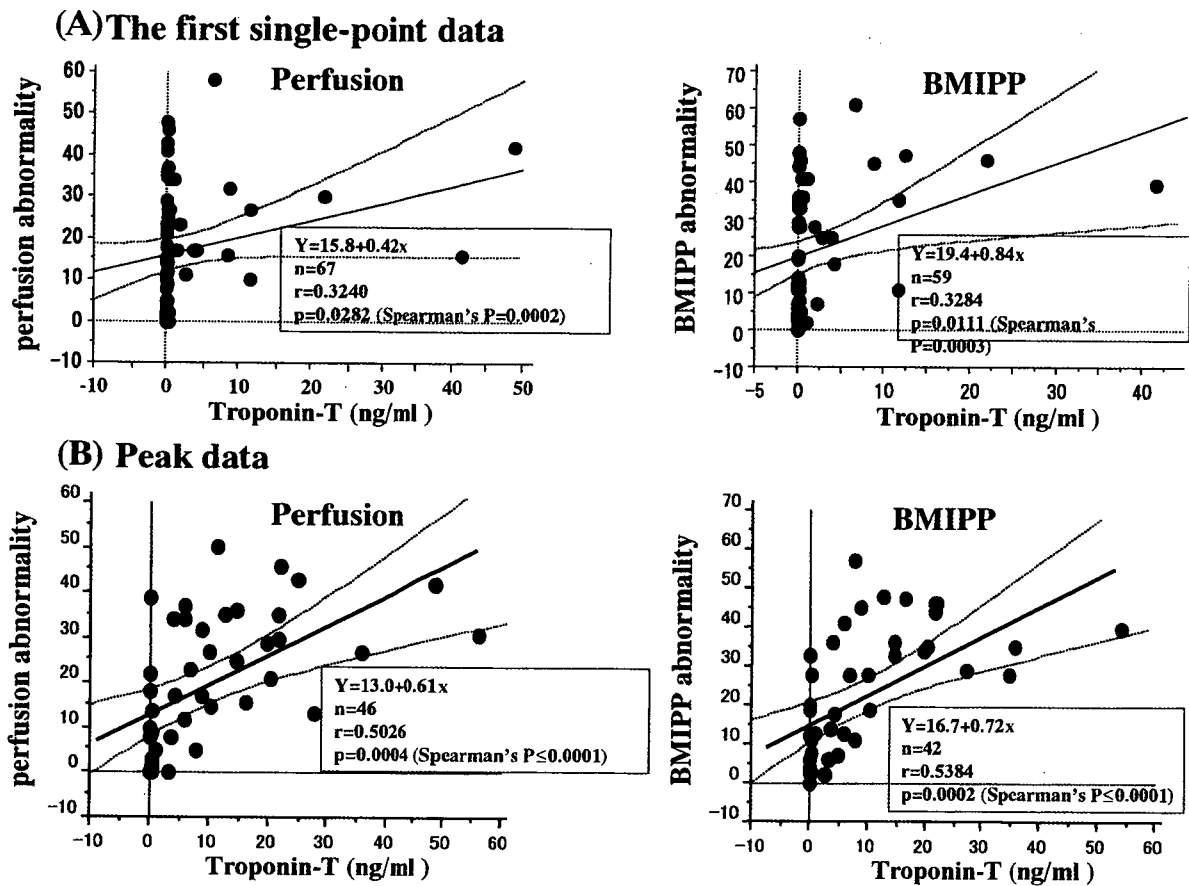 (A) The first single-point data
Perfusion
perfusion abnormality
60
50
40
30
20
10
0
−10
Y=15.8+0.42x
n=67
r=0.3240
p=0.0282 (Spearman's P=0.0002)
−10 0 10 20 30 40 50
Troponin-T (ng/ml )
BMIPP
BMIPP abnormality
70
60
50
40
30
20
10
0
−10
Y=19.4+0.84x
n=59
r=0.3284
p=0.0111 (Spearman's
P=0.0003)
−5 0 10 20 30 40
Troponin-T (ng/ml )
(B) Peak data
Perfusion
perfusion abnormality
60
50
40
30
20
10
0
−10
Y=13.0+0.61x
n=46
r=0.5026
p=0.0004 (Spearman's P≤0.0001)
−10 0 10 20 30 40 50 60
Troponin-T (ng/ml )
BMIPP
BMIPP abnormality
70
60
50
40
30
20
10
0
−10
Y=16.7+0.72x
n=42
r=0.5384
p=0.0002 (Spearman's P≤0.0001)
−10 0 10 20 30 40 50 60
Troponin-T (ng/ml )